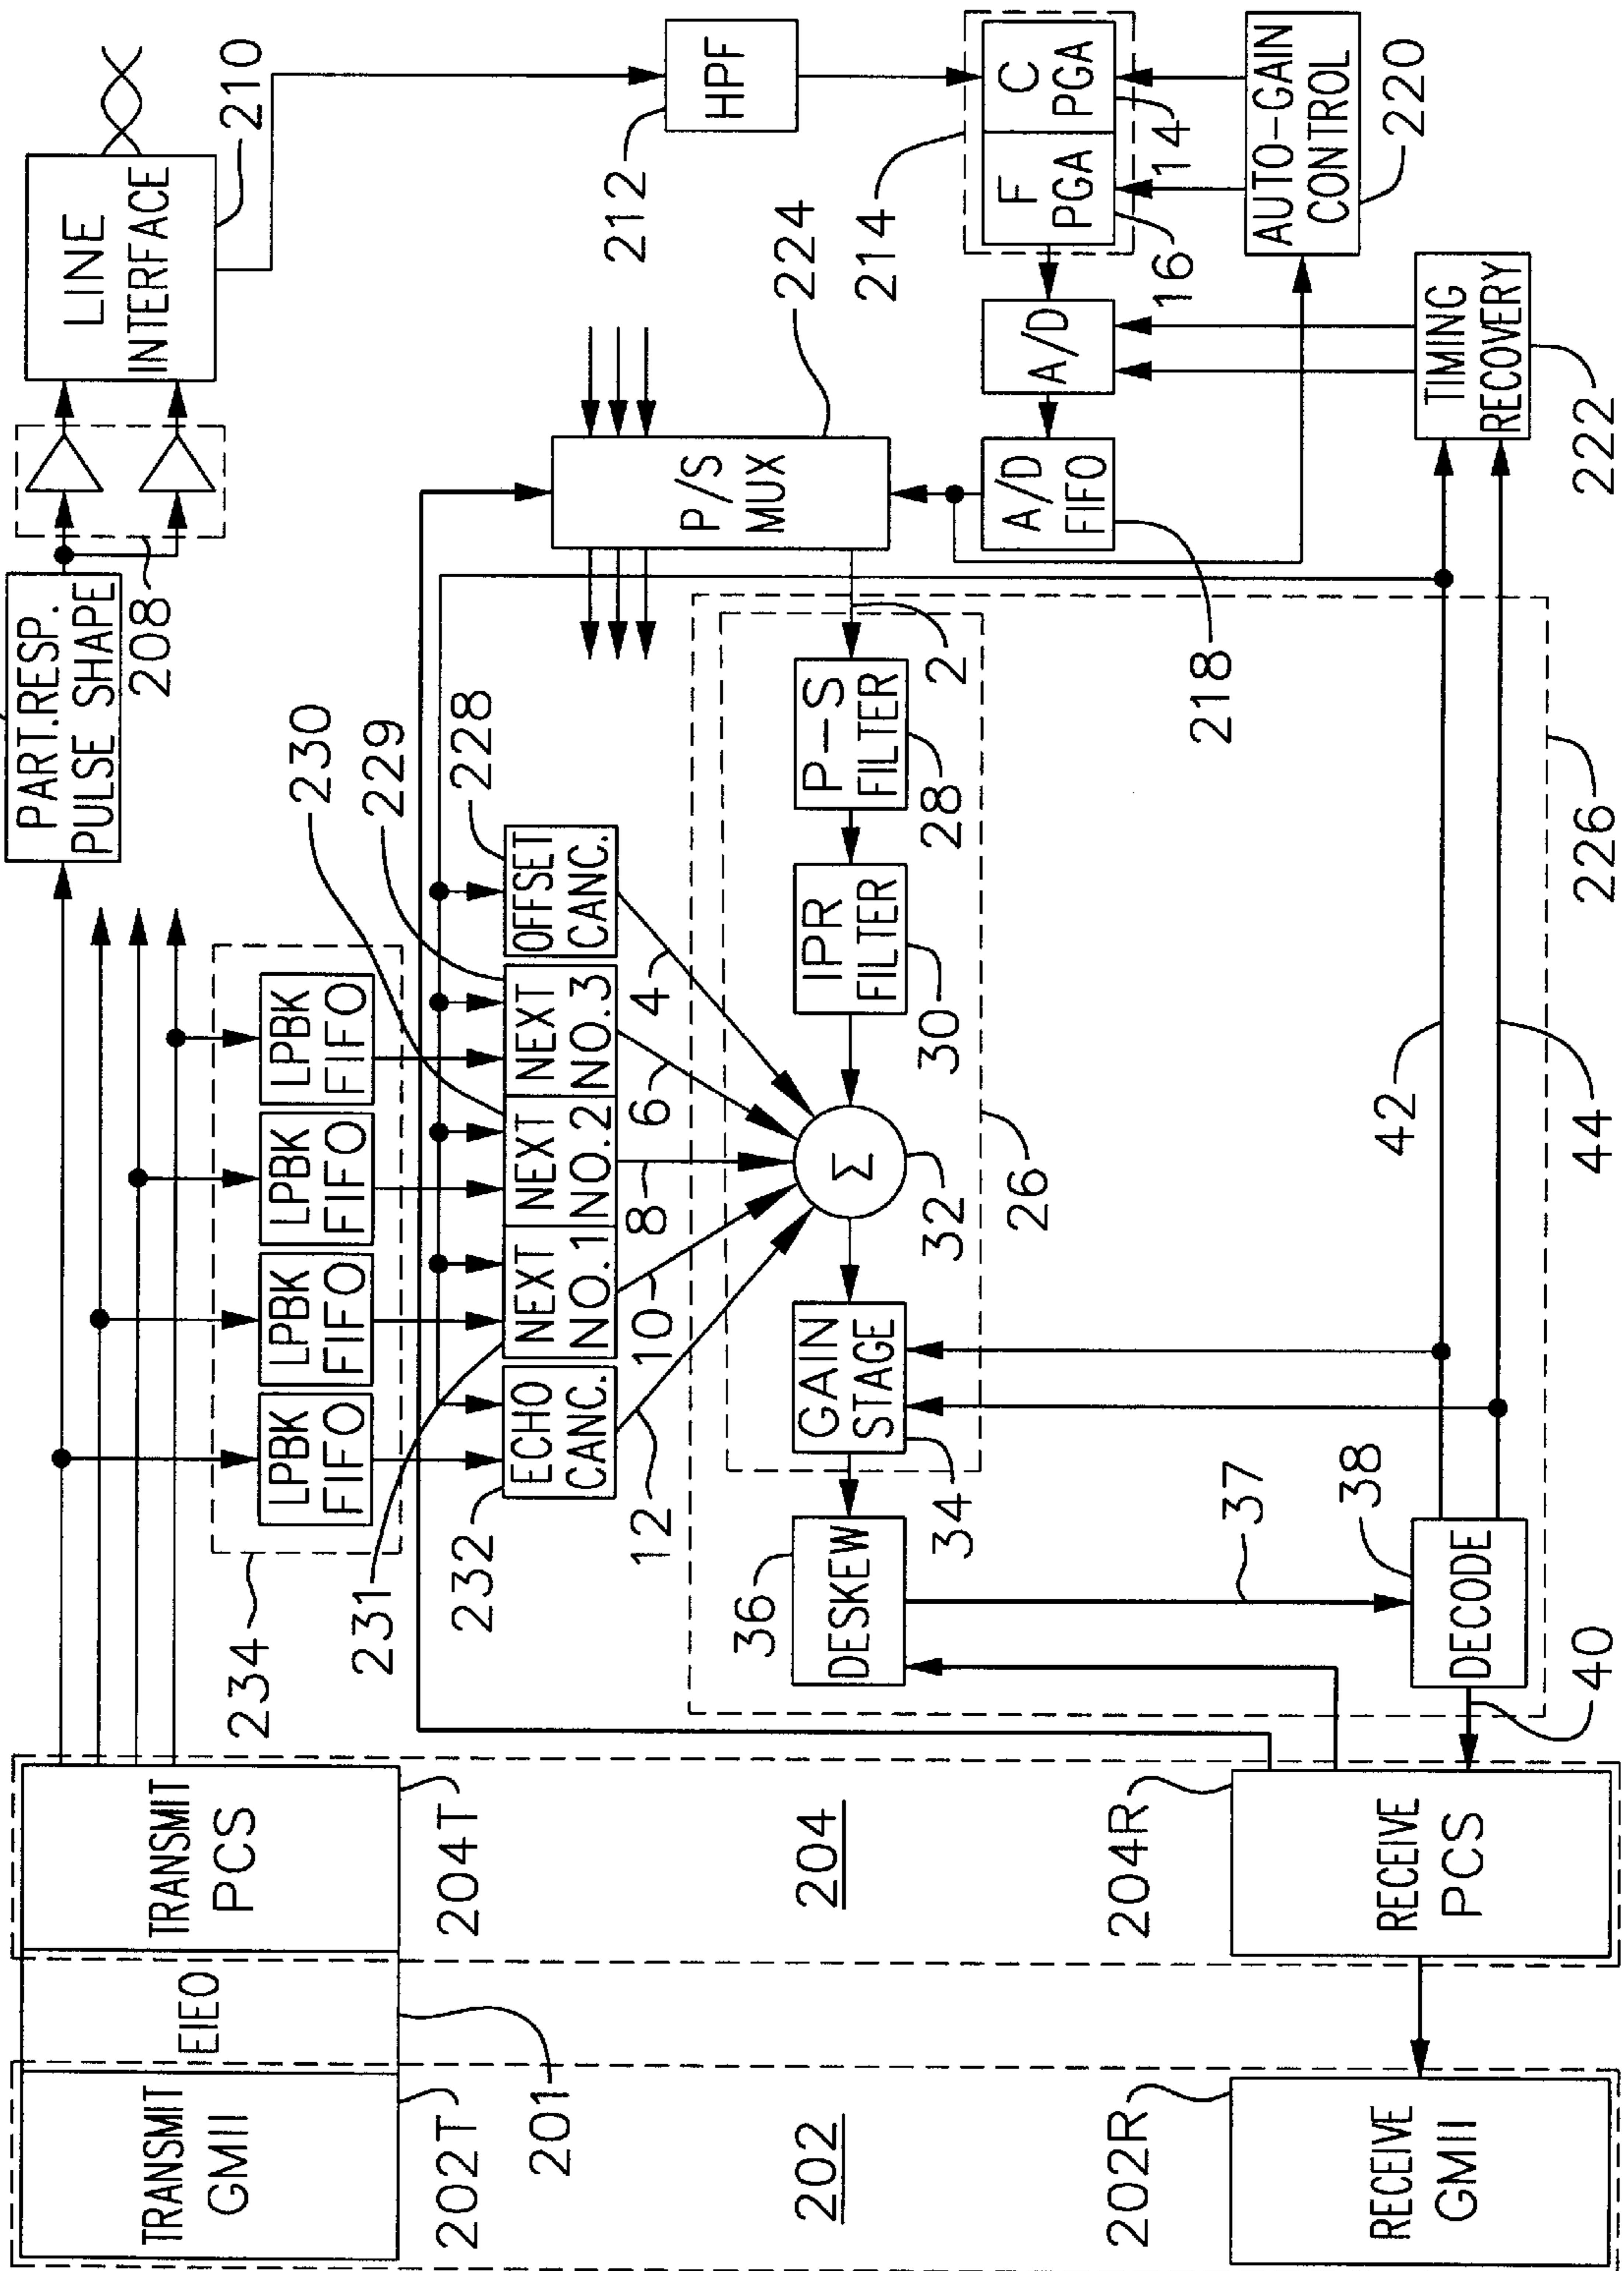 TRANSMIT
GMII
202T
EIEO
201
TRANSMIT
PCS
204T
PART.RESP.
PULSE SHAPE
208
LINE
INTERFACE
210
234
LPBK
FIFO
LPBK
FIFO
LPBK
FIFO
LPBK
FIFO
230
229
228
231
232
ECHO
CANC.
NEXT
NO.1
NEXT
NO.2
NEXT
NO.3
OFFSET
CANC.
12
10
8
6
4
P/S
MUX
224
212
HPF
202
204
36
DESKEW
GAIN
STAGE
34
Σ
32
IPR
FILTER
30
P-S
FILTER
28
2
26
A/D
FIFO
218
A/D
F
PGA
C
PGA
214
16
14
AUTO-GAIN
CONTROL
220
37
38
42
44
202R
RECEIVE
GMII
204R
RECEIVE
PCS
40
DECODE
TIMING
RECOVERY
222
226